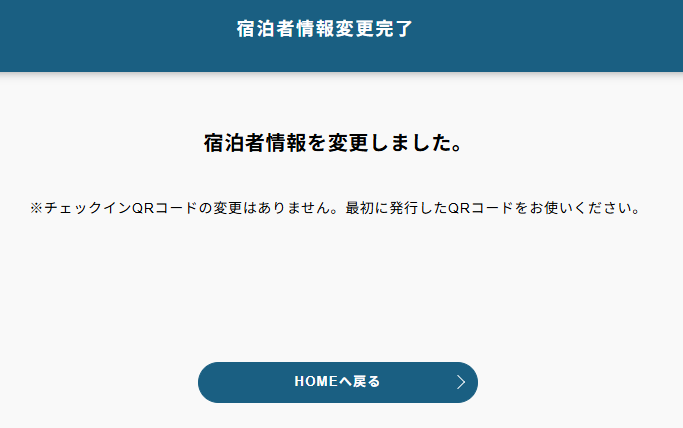 宿泊者情報変更完了
宿泊者情報を変更しました。
※チェックインQRコードの変更はありません。最初に発行したQRコードをお使いください。
HOMEへ戻る